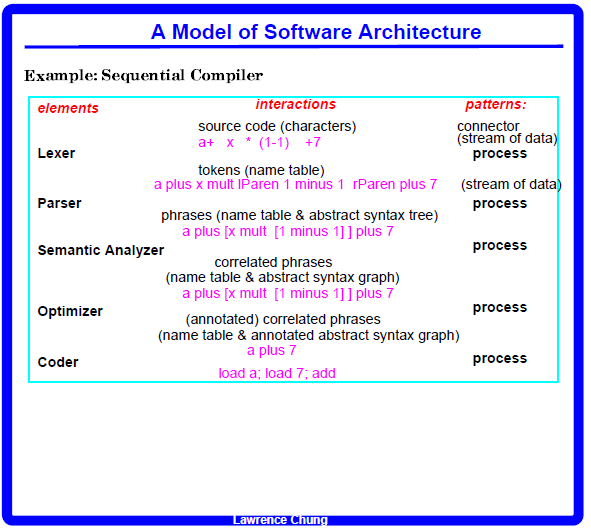 A Model of Software Architecture
Example: Sequential Compiler
elements interactions patterns:
source code (characters) connector
a+ x * (1-1) +7 (stream of data)
Lexer process
tokens (name table)
a plus x mult lParen 1 minus 1 rParen plus 7 (stream of data)
Parser process
phrases (name table & abstract syntax tree)
a plus [x mult [1 minus 1] ] plus 7
Semantic Analyzer process
correlated phrases
(name table & abstract syntax graph)
a plus [x mult [1 minus 1] ] plus 7
Optimizer process
(annotated) correlated phrases
(name table & annotated abstract syntax graph)
a plus 7
Coder process
load a; load 7; add
Lawrence Chung